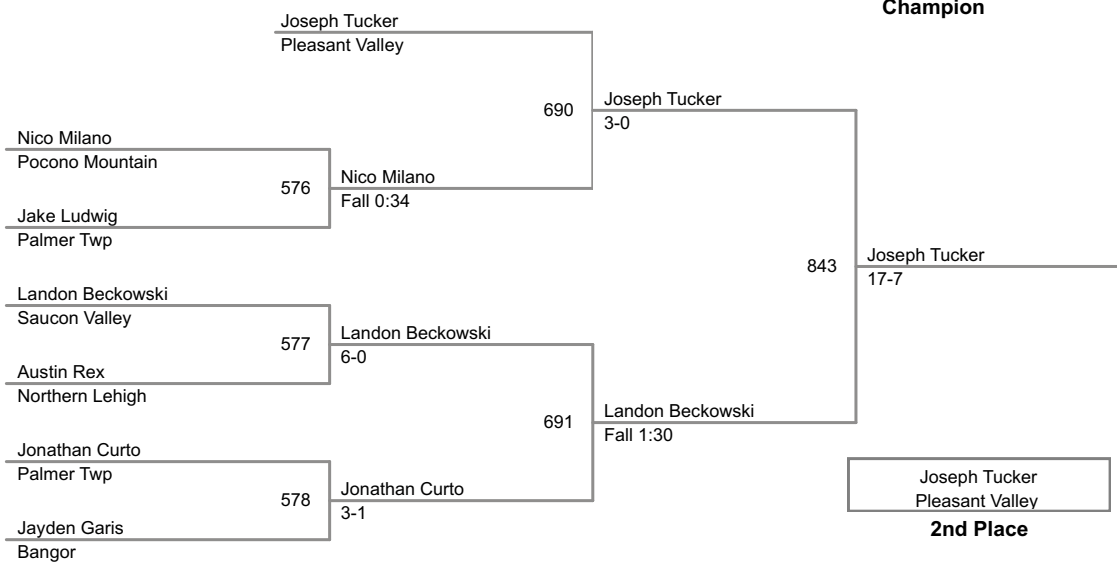 Champion
Joseph Tucker
Pleasant Valley
690
Joseph Tucker
3-0
Nico Milano
Pocono Mountain
576
Nico Milano
Fall 0:34
Jake Ludwig
Palmer Twp
843
Joseph Tucker
17-7
Landon Beckowski
Saucon Valley
577
Landon Beckowski
6-0
Austin Rex
Northern Lehigh
691
Landon Beckowski
Fall 1:30
Jonathan Curto
Palmer Twp
578
Jonathan Curto
3-1
Jayden Garis
Bangor
Joseph Tucker
Pleasant Valley
2nd Place